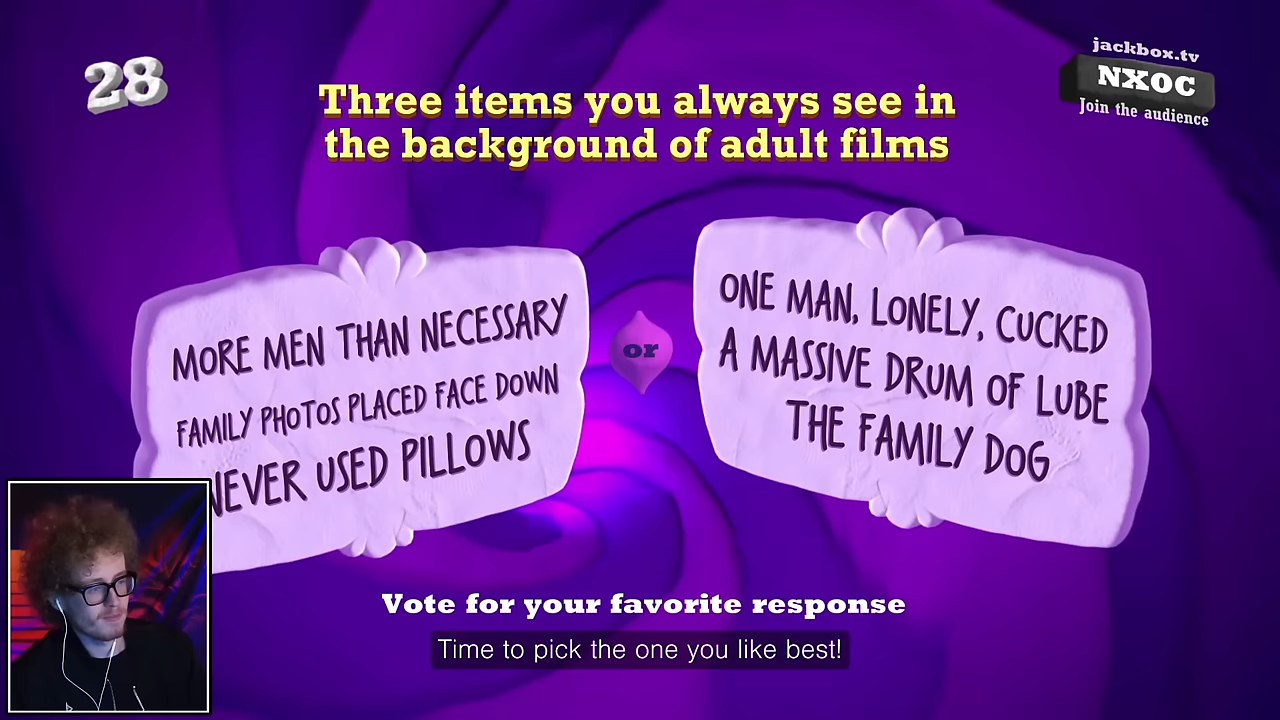 28
jackbox.tv
NXOC
Join the audience
Three items you always see in
the background of adult films
MORE MEN THAN NECESSARY
FAMILY PHOTOS PLACED FACE DOWN
NEVER USED PILLOWS
or
ONE MAN, LONELY, CUCKED
A MASSIVE DRUM OF LUBE
THE FAMILY DOG
Vote for your favorite response
Time to pick the one you like best!